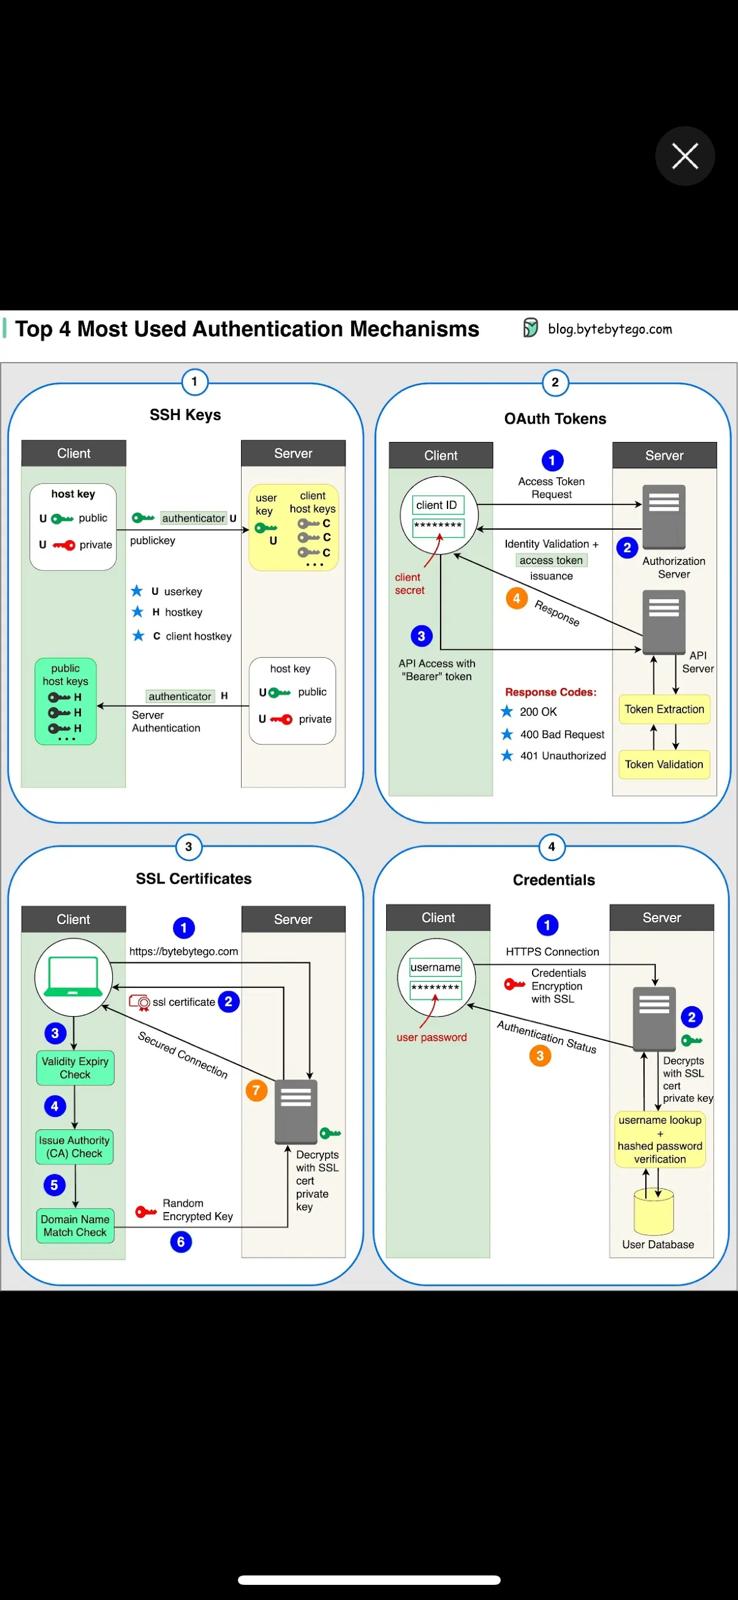 Top 4 Most Used Authentication Mechanisms
blog.bytebytego.com
1
SSH Keys
Client
Server
host key
U public
U private
authenticator U
publickey
user
key
U
client
host keys
C
C
C
...
U userkey
H hostkey
C client hostkey
public
host keys
H
H
H
...
authenticator H
Server
Authentication
host key
U public
U private
2
OAuth Tokens
Client
Server
1
Access Token
Request
client ID
********
client
secret
Identity Validation +
access token
issuance
2
Authorization
Server
4
Response
3
API Access with
"Bearer" token
API
Server
Response Codes:
200 OK
400 Bad Request
401 Unauthorized
Token Extraction
Token Validation
3
SSL Certificates
Client
Server
1
https://bytebytego.com
ssl certificate 2
3
Secured Connection
Validity Expiry
Check
7
4
Issue Authority
(CA) Check
Decrypts
with SSL
cert
private
key
5
Domain Name
Match Check
Random
Encrypted Key
6
4
Credentials
Client
Server
1
HTTPS Connection
username
********
user password
Credentials
Encryption
with SSL
2
Authentication Status
3
Decrypts
with SSL
cert
private key
username lookup
+
hashed password
verification
User Database